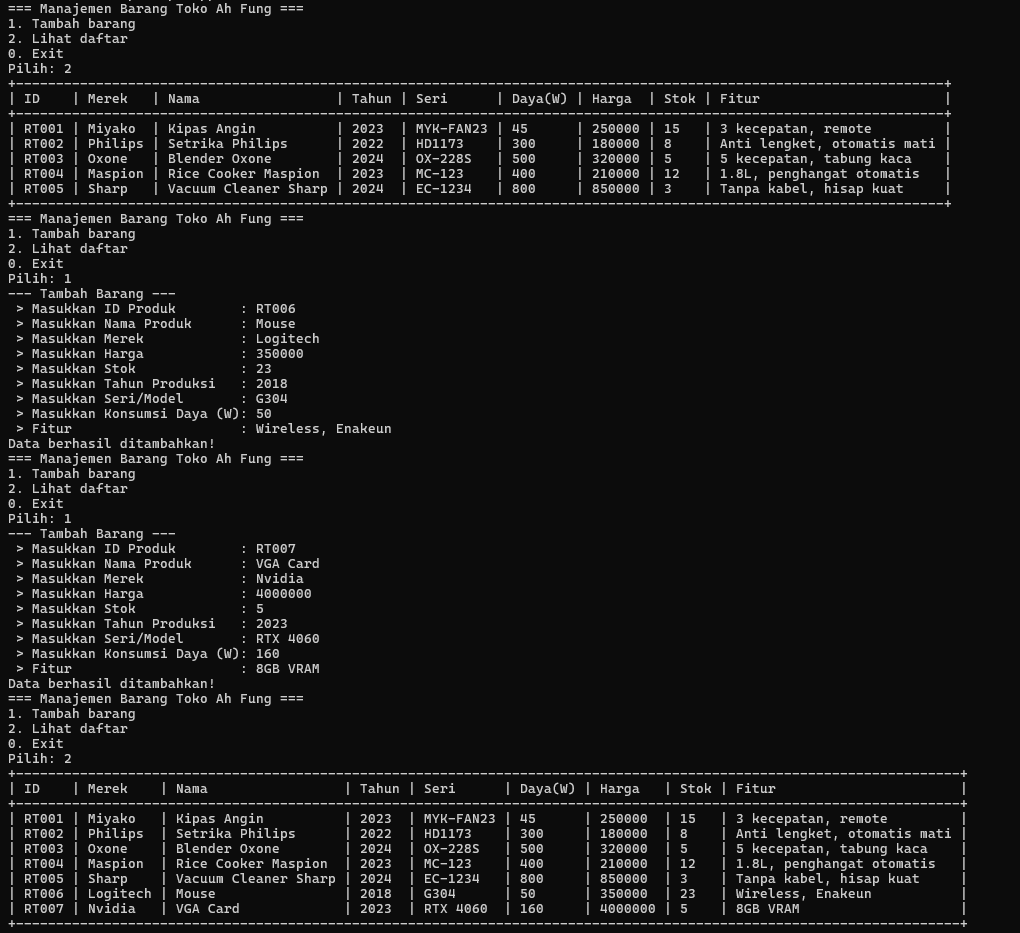 === Manajemen Barang Toko Ah Fung ===
1. Tambah barang
2. Lihat daftar
0. Exit
Pilih: 2
+--------------------------------------------------------------------------------------------------------------------+
| ID    | Merek   | Nama                 | Tahun | Seri      | Daya(W) | Harga  | Stok | Fitur                       |
+--------------------------------------------------------------------------------------------------------------------+
| RT001 | Miyako  | Kipas Angin          | 2023  | MYK-FAN23 | 45      | 250000 | 15   | 3 kecepatan, remote         |
| RT002 | Philips | Setrika Philips      | 2022  | HD1173    | 300     | 180000 | 8    | Anti lengket, otomatis mati |
| RT003 | Oxone   | Blender Oxone        | 2024  | OX-228S   | 500     | 320000 | 5    | 5 kecepatan, tabung kaca    |
| RT004 | Maspion | Rice Cooker Maspion  | 2023  | MC-123    | 400     | 210000 | 12   | 1.8L, penghangat otomatis   |
| RT005 | Sharp   | Vacuum Cleaner Sharp | 2024  | EC-1234   | 800     | 850000 | 3    | Tanpa kabel, hisap kuat     |
+--------------------------------------------------------------------------------------------------------------------+
=== Manajemen Barang Toko Ah Fung ===
1. Tambah barang
2. Lihat daftar
0. Exit
Pilih: 1
--- Tambah Barang ---
 > Masukkan ID Produk        : RT006
 > Masukkan Nama Produk      : Mouse
 > Masukkan Merek            : Logitech
 > Masukkan Harga            : 350000
 > Masukkan Stok             : 23
 > Masukkan Tahun Produksi   : 2018
 > Masukkan Seri/Model       : G304
 > Masukkan Konsumsi Daya (W): 50
 > Fitur                     : Wireless, Enakeun
Data berhasil ditambahkan!
=== Manajemen Barang Toko Ah Fung ===
1. Tambah barang
2. Lihat daftar
0. Exit
Pilih: 1
--- Tambah Barang ---
 > Masukkan ID Produk        : RT007
 > Masukkan Nama Produk      : VGA Card
 > Masukkan Merek            : Nvidia
 > Masukkan Harga            : 4000000
 > Masukkan Stok             : 5
 > Masukkan Tahun Produksi   : 2023
 > Masukkan Seri/Model       : RTX 4060
 > Masukkan Konsumsi Daya (W): 160
 > Fitur                     : 8GB VRAM
Data berhasil ditambahkan!
=== Manajemen Barang Toko Ah Fung ===
1. Tambah barang
2. Lihat daftar
0. Exit
Pilih: 2
+----------------------------------------------------------------------------------------------------------------------+
| ID    | Merek    | Nama                 | Tahun | Seri      | Daya(W) | Harga   | Stok | Fitur                       |
+----------------------------------------------------------------------------------------------------------------------+
| RT001 | Miyako   | Kipas Angin          | 2023  | MYK-FAN23 | 45      | 250000  | 15   | 3 kecepatan, remote         |
| RT002 | Philips  | Setrika Philips      | 2022  | HD1173    | 300     | 180000  | 8    | Anti lengket, otomatis mati |
| RT003 | Oxone    | Blender Oxone        | 2024  | OX-228S   | 500     | 320000  | 5    | 5 kecepatan, tabung kaca    |
| RT004 | Maspion  | Rice Cooker Maspion  | 2023  | MC-123    | 400     | 210000  | 12   | 1.8L, penghangat otomatis   |
| RT005 | Sharp    | Vacuum Cleaner Sharp | 2024  | EC-1234   | 800     | 850000  | 3    | Tanpa kabel, hisap kuat     |
| RT006 | Logitech | Mouse                | 2018  | G304      | 50      | 350000  | 23   | Wireless, Enakeun           |
| RT007 | Nvidia   | VGA Card             | 2023  | RTX 4060  | 160     | 4000000 | 5    | 8GB VRAM                    |
+----------------------------------------------------------------------------------------------------------------------+